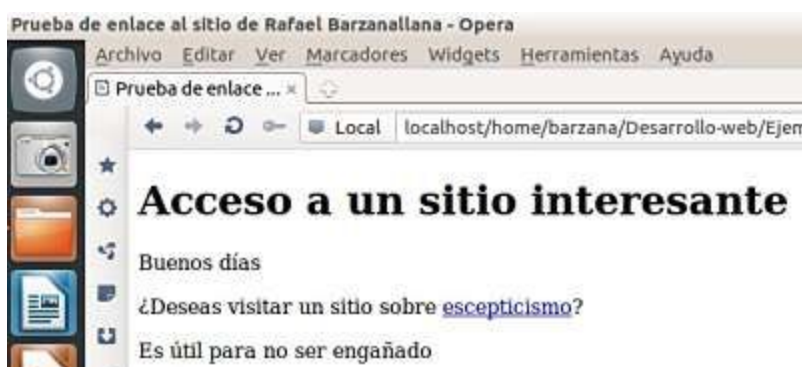 Prueba de enlace al sitio de Rafael Barzanallana - Opera
Archivo Editar Ver Marcadores Widgets Herramientas Ayuda
Prueba de enlace ... ×
Local localhost/home/barzana/Desarrollo-web/Ejem
Acceso a un sitio interesante
Buenos días
¿Deseas visitar un sitio sobre escepticismo?
Es útil para no ser engañado